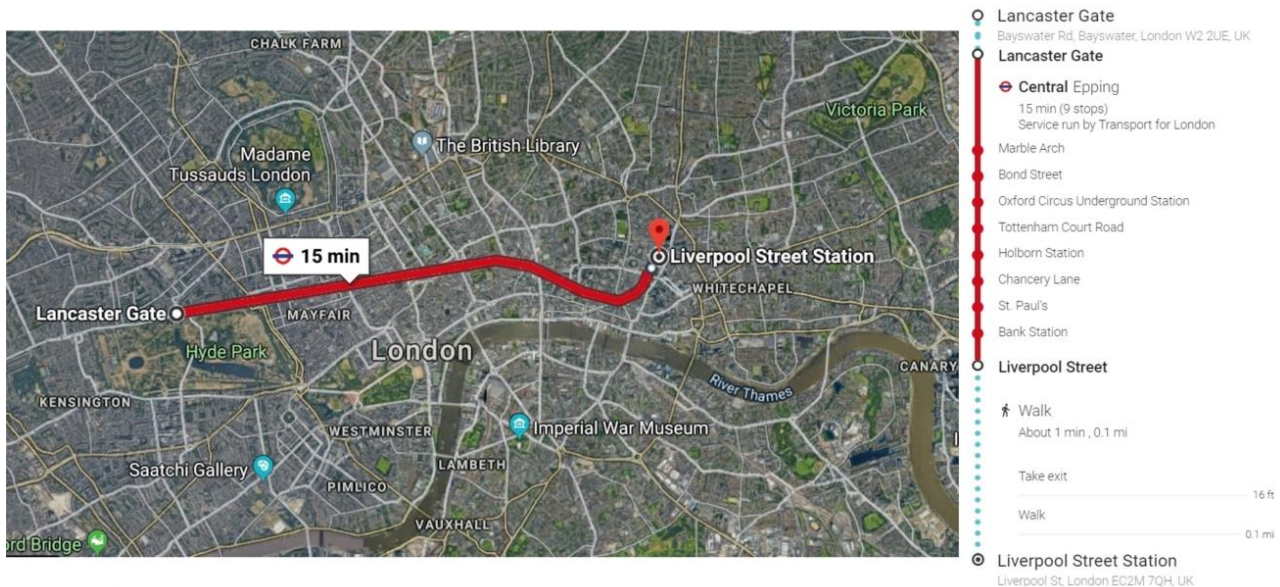 CHALK FARM
Victoria Park
The British Library
Madame
Tussauds London
15 min
Liverpool Street Station
WHITECHAPEL
Lancaster Gate
MAYFAIR
Hyde Park
London
River Thames
CANARY
KENSINGTON
WESTMINSTER
Imperial War Museum
Saatchi Gallery
LAMBETH
PIMLICO
VAUXHALL
ord Bridge
Lancaster Gate
Bayswater Rd, Bayswater, London W2 2UE, UK
Lancaster Gate
Central Epping
15 min (9 stops)
Service run by Transport for London
Marble Arch
Bond Street
Oxford Circus Underground Station
Tottenham Court Road
Holborn Station
Chancery Lane
St. Paul's
Bank Station
Liverpool Street
Walk
About 1 min , 0.1 mi
Take exit
16 ft
Walk
0.1 mi
Liverpool Street Station
Liverpool St, London EC2M 7QH, UK